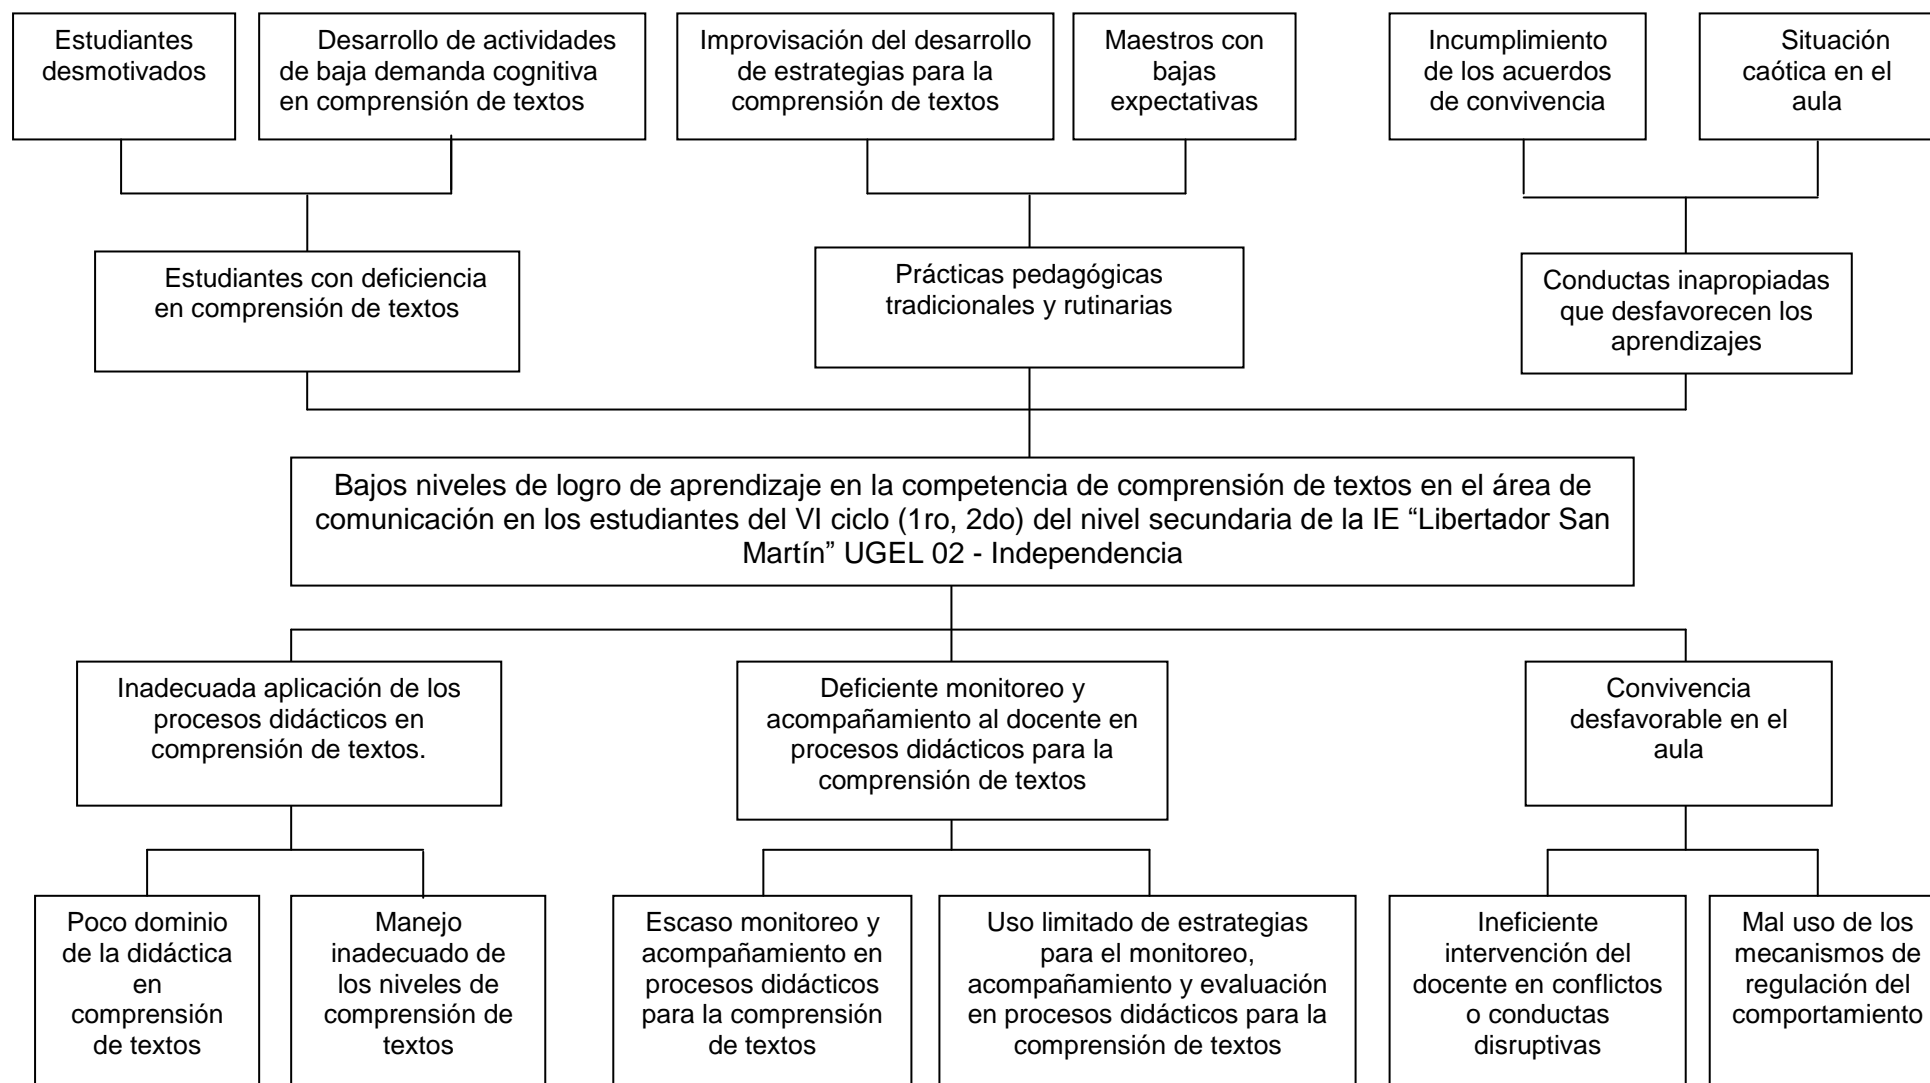 Estudiantes
desmotivados
Desarrollo de actividades
de baja demanda cognitiva
en comprensión de textos
Improvisación del desarrollo
de estrategias para la
comprensión de textos
Maestros con
bajas
expectativas
Incumplimiento
de los acuerdos
de convivencia
Situación
caótica en el
aula
Estudiantes con deficiencia
en comprensión de textos
Prácticas pedagógicas
tradicionales y rutinarias
Conductas inapropiadas
que desfavorecen los
aprendizajes
Bajos niveles de logro de aprendizaje en la competencia de comprensión de textos en el área de
comunicación en los estudiantes del VI ciclo (1ro, 2do) del nivel secundaria de la IE “Libertador San
Martín” UGEL 02 - Independencia
Inadecuada aplicación de los
procesos didácticos en
comprensión de textos.
Deficiente monitoreo y
acompañamiento al docente en
procesos didácticos para la
comprensión de textos
Convivencia
desfavorable en el
aula
Poco dominio
de la didáctica
en
comprensión
de textos
Manejo
inadecuado de
los niveles de
comprensión de
textos
Escaso monitoreo y
acompañamiento en
procesos didácticos
para la comprensión
de textos
Uso limitado de estrategias
para el monitoreo,
acompañamiento y evaluación
en procesos didácticos para la
comprensión de textos
Ineficiente
intervención del
docente en conflictos
o conductas
disruptivas
Mal uso de los
mecanismos de
regulación del
comportamiento